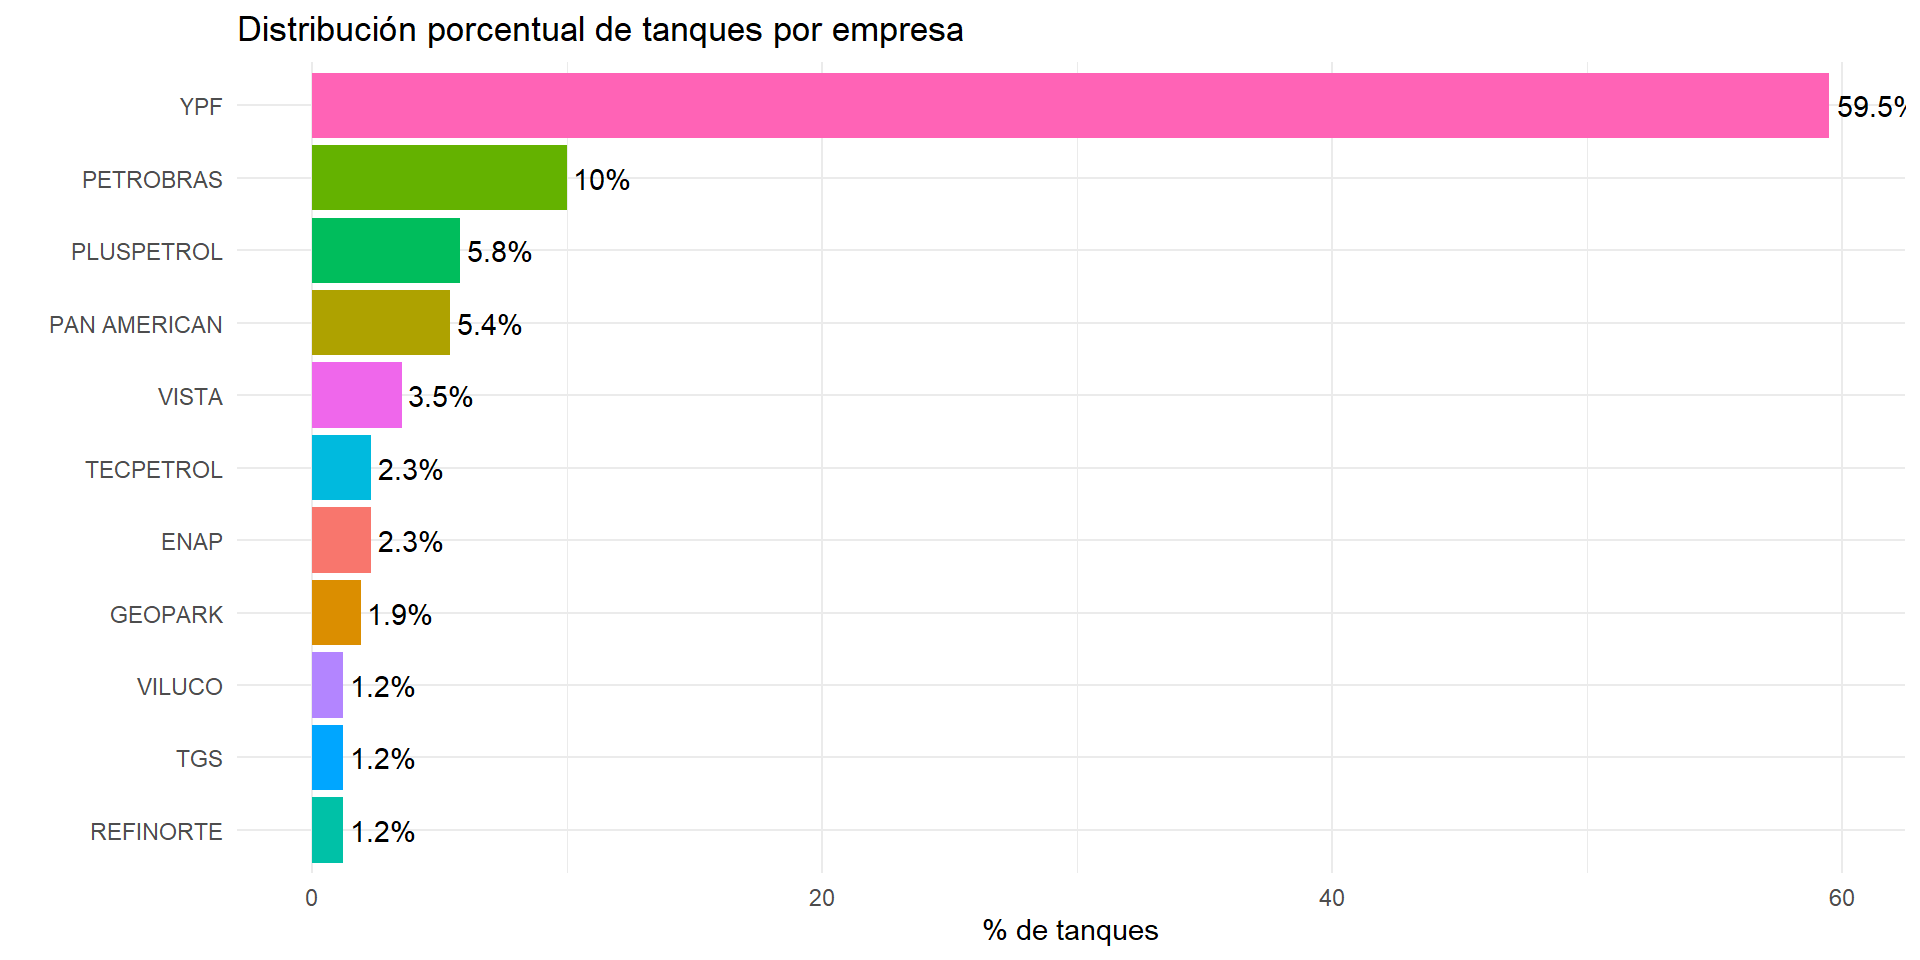 Distribución porcentual de tanques por empresa
YPF 59.5%
PETROBRAS 10%
PLUSPETROL 5.8%
PAN AMERICAN 5.4%
VISTA 3.5%
TECPETROL 2.3%
ENAP 2.3%
GEOPARK 1.9%
VILUCO 1.2%
TGS 1.2%
REFINORTE 1.2%
0 20 40 60
% de tanques